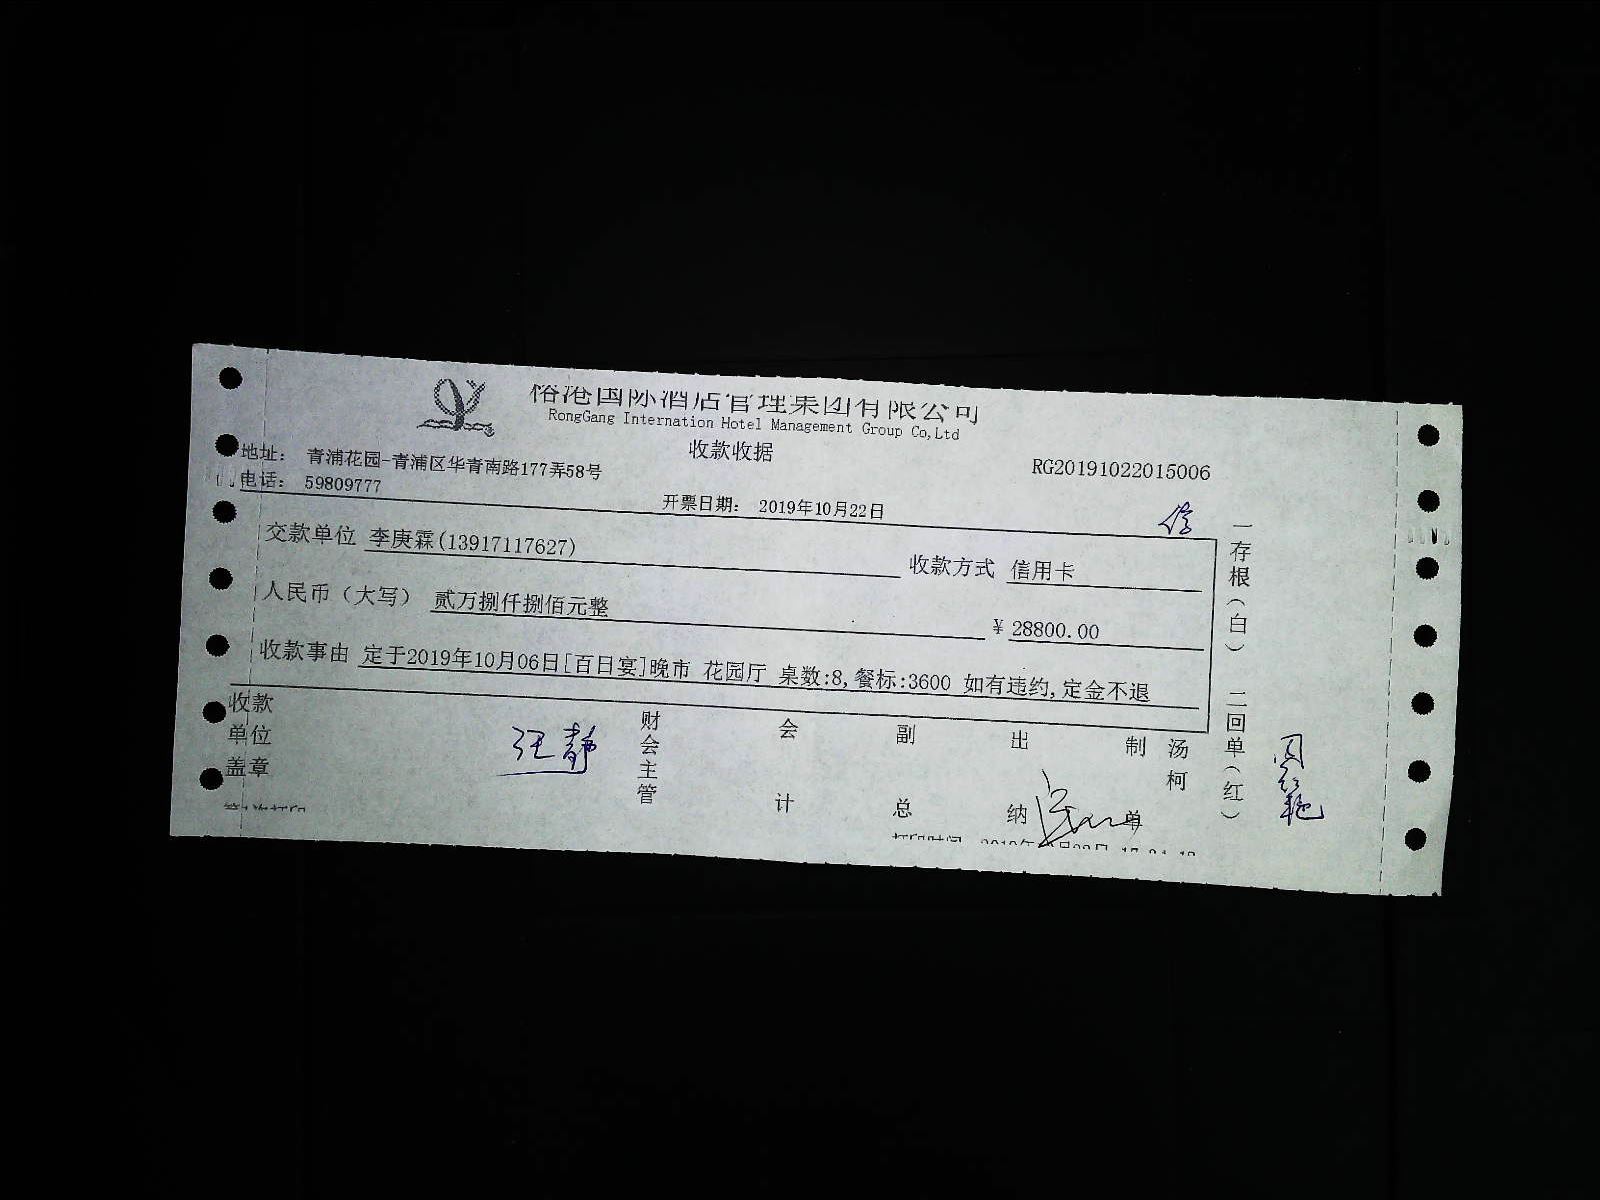 榕港国际酒店管理集团有限公司
RongGang Internation Hotel Management Group Co,Ltd
收款收据
地址： 青浦花园-青浦区华青南路177弄58号
RG20191022015006
电话： 59809777
开票日期： 2019年10月22日
信
交款单位 李庚霖(13917117627)
收款方式 信用卡
人民币（大写） 贰万捌仟捌佰元整
¥ 28800.00
收款事由 定于2019年10月06日[百日宴]晚市 花园厅 桌数:8,餐标:3600 如有违约,定金不退
收款单位盖章
汪静
财会主管
会计
副总
出纳
制单
汤柯
一存根（白） 二回单（红）